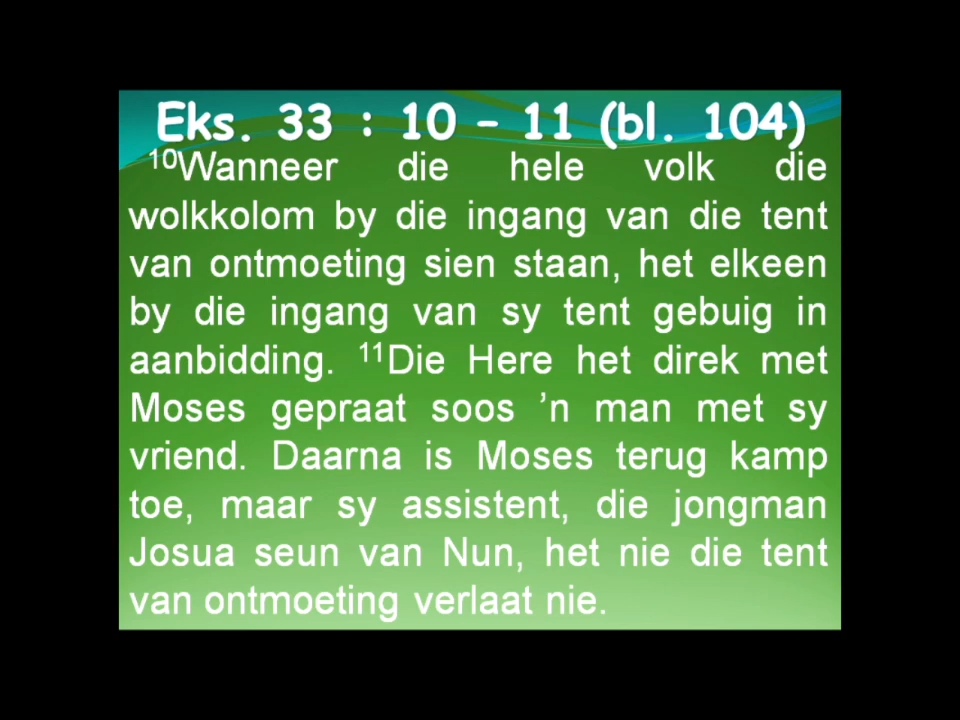 Eks. 33 : 10 – 11 (bl. 104)
¹⁰Wanneer die hele volk die
wolkkolom by die ingang van die tent
van ontmoeting sien staan, het elkeen
by die ingang van sy tent gebuig in
aanbidding. ¹¹Die Here het direk met
Moses gepraat soos ’n man met sy
vriend. Daarna is Moses terug kamp
toe, maar sy assistent, die jongman
Josua seun van Nun, het nie die tent
van ontmoeting verlaat nie.